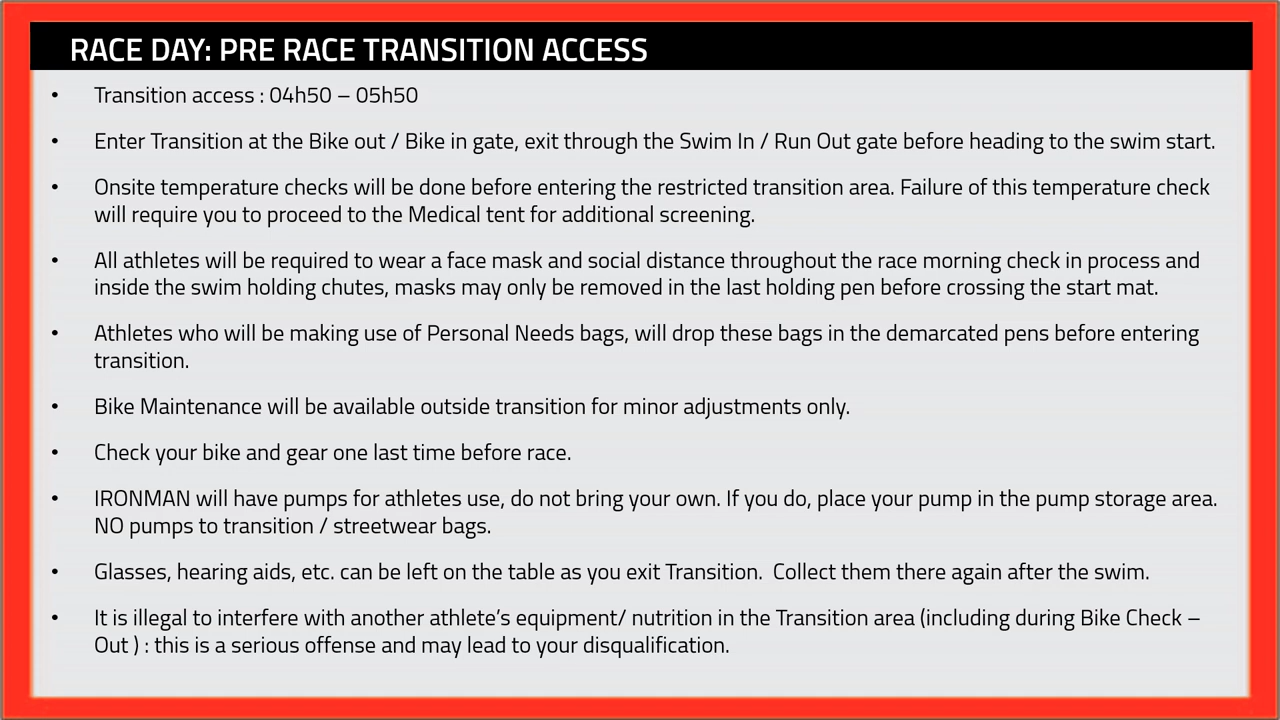 RACE DAY: PRE RACE TRANSITION ACCESS
• Transition access : 04h50 – 05h50
• Enter Transition at the Bike out / Bike in gate, exit through the Swim In / Run Out gate before heading to the swim start.
• Onsite temperature checks will be done before entering the restricted transition area. Failure of this temperature check
will require you to proceed to the Medical tent for additional screening.
• All athletes will be required to wear a face mask and social distance throughout the race morning check in process and
inside the swim holding chutes, masks may only be removed in the last holding pen before crossing the start mat.
• Athletes who will be making use of Personal Needs bags, will drop these bags in the demarcated pens before entering
transition.
• Bike Maintenance will be available outside transition for minor adjustments only.
• Check your bike and gear one last time before race.
• IRONMAN will have pumps for athletes use, do not bring your own. If you do, place your pump in the pump storage area.
NO pumps to transition / streetwear bags.
• Glasses, hearing aids, etc. can be left on the table as you exit Transition.  Collect them there again after the swim.
• It is illegal to interfere with another athlete’s equipment/ nutrition in the Transition area (including during Bike Check –
Out ) : this is a serious offense and may lead to your disqualification.